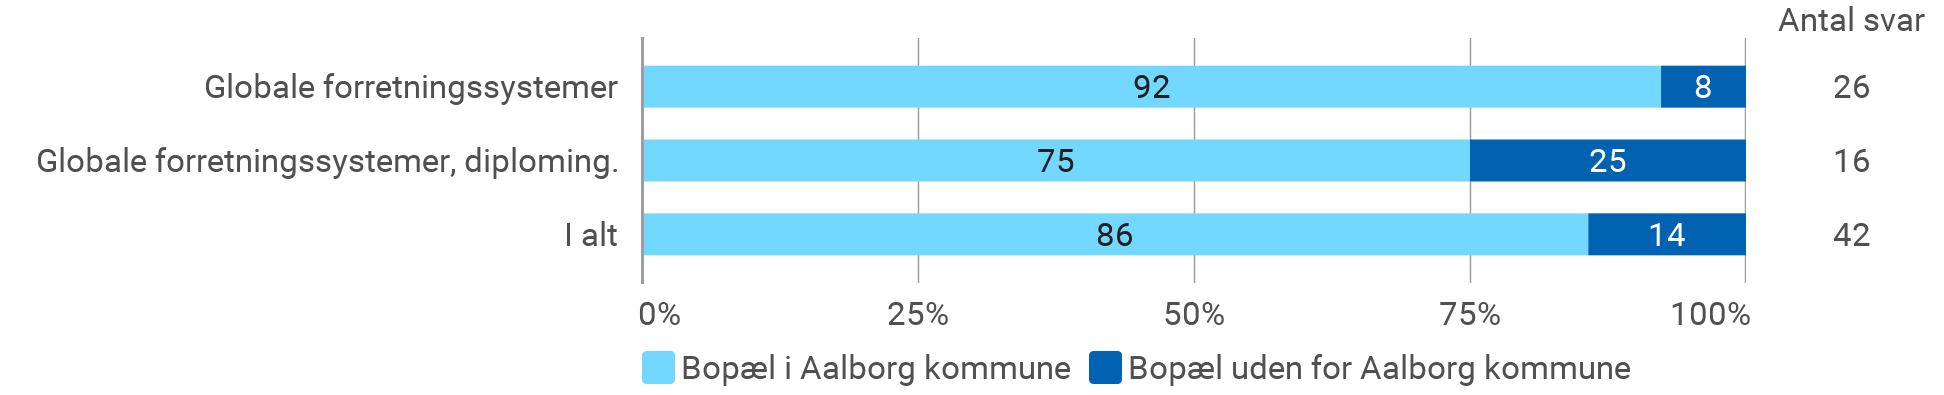 Antal svar
Globale forretningssystemer 92 8 26
Globale forretningssystemer, diploming. 75 25 16
I alt 86 14 42
0% 25% 50% 75% 100%
Bopæl i Aalborg kommune Bopæl uden for Aalborg kommune